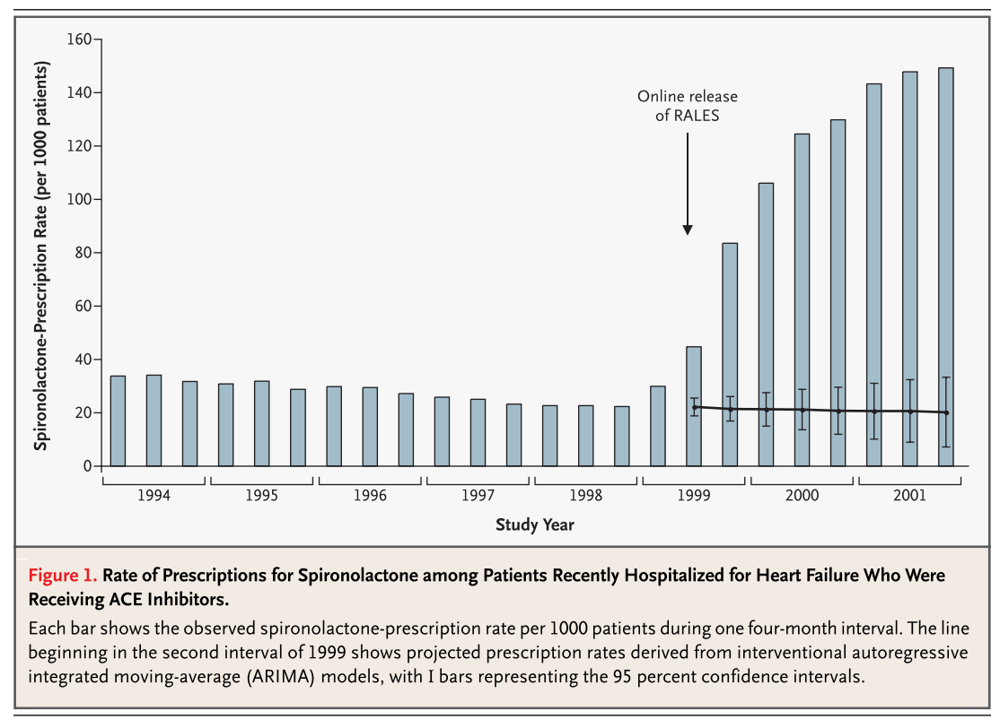 160
140
120
100
80
60
40
20
0
Spironolactone-Prescription Rate (per 1000 patients)
Online release
of RALES
1994 1995 1996 1997 1998 1999 2000 2001
Study Year
Figure 1. Rate of Prescriptions for Spironolactone among Patients Recently Hospitalized for Heart Failure Who Were
Receiving ACE Inhibitors.
Each bar shows the observed spironolactone-prescription rate per 1000 patients during one four-month interval. The line
beginning in the second interval of 1999 shows projected prescription rates derived from interventional autoregressive
integrated moving-average (ARIMA) models, with I bars representing the 95 percent confidence intervals.